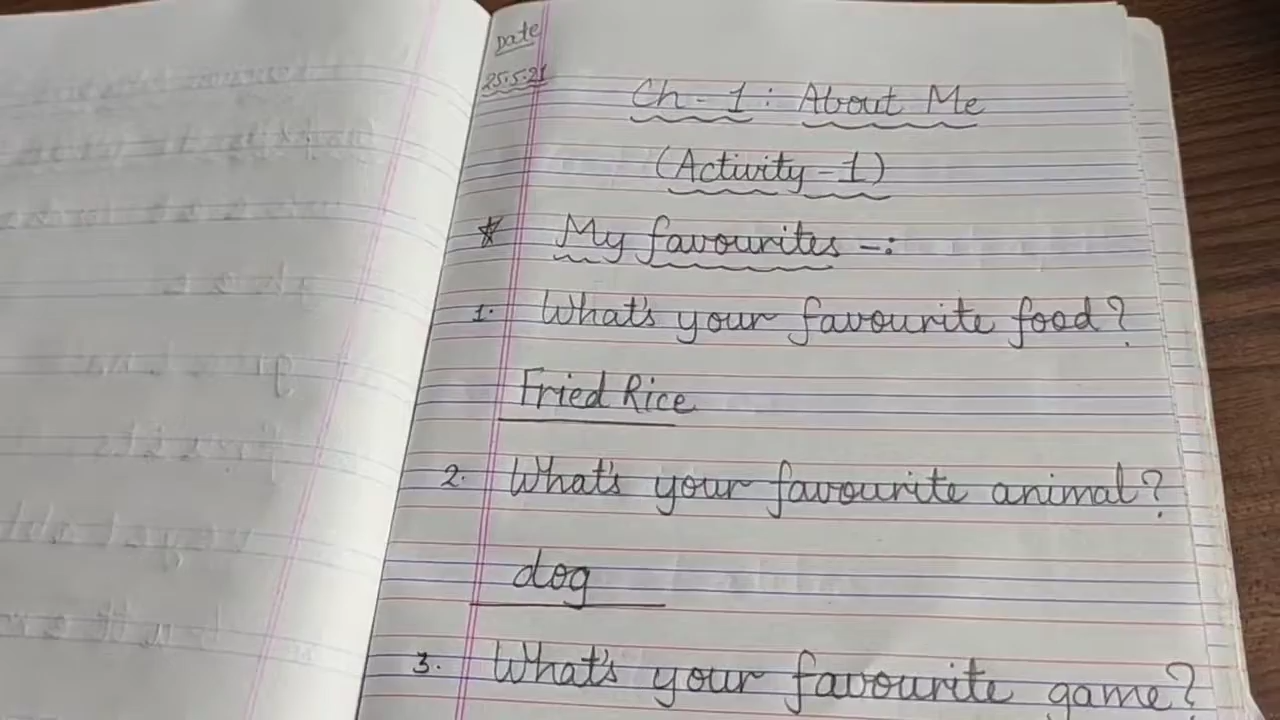 Date
25.5.21
Ch - 1 : About Me
(Activity - 1)
☆ My favourites -:
1. What's your favourite food?
Fried Rice
2. What's your favourite animal?
dog
3. What's your favourite game?